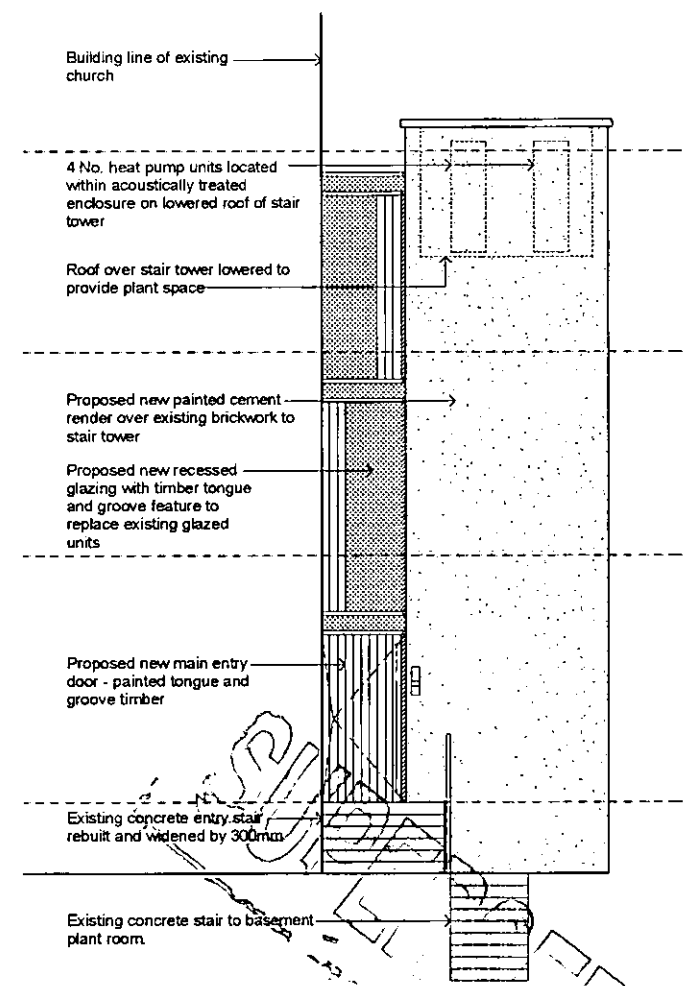 Building line of existing
church
4 No. heat pump units located
within acoustically treated
enclosure on lowered roof of stair
tower
Roof over stair tower lowered to
provide plant space
Proposed new painted cement
render over existing brickwork to
stair tower
Proposed new recessed
glazing with timber tongue
and groove feature to
replace existing glazed
units
Proposed new main entry
door - painted tongue and
groove timber
Existing concrete entry stair
rebuilt and widened by 300mm
Existing concrete stair to basement
plant room.